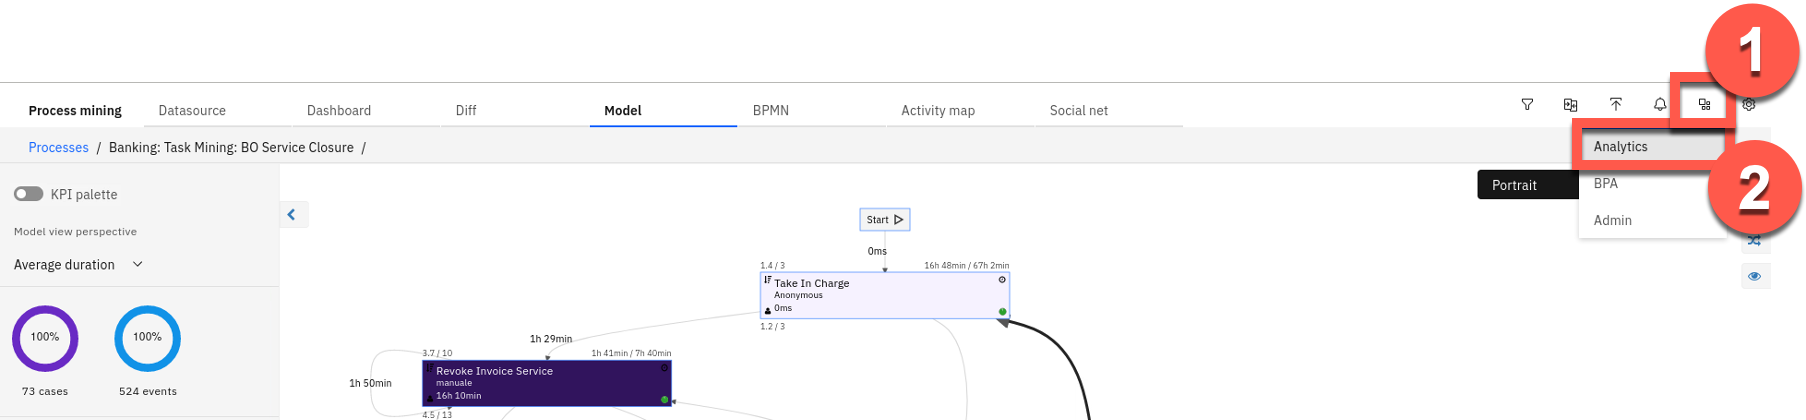 1
Process mining
Datasource
Dashboard
Diff
Model
BPMN
Activity map
Social net
Processes / Banking: Task Mining: BO Service Closure /
Analytics
2
BPA
Portrait
Admin
KPI palette
Model view perspective
Average duration
100%
100%
73 cases
524 events
Start
0ms
1.4 / 3
16h 48min / 67h 2min
Take In Charge
Anonymous
0ms
1.2 / 3
1h 29min
3.7 / 10
1h 41min / 7h 40min
Revoke Invoice Service
manuale
16h 10min
1h 50min
4.5 / 13